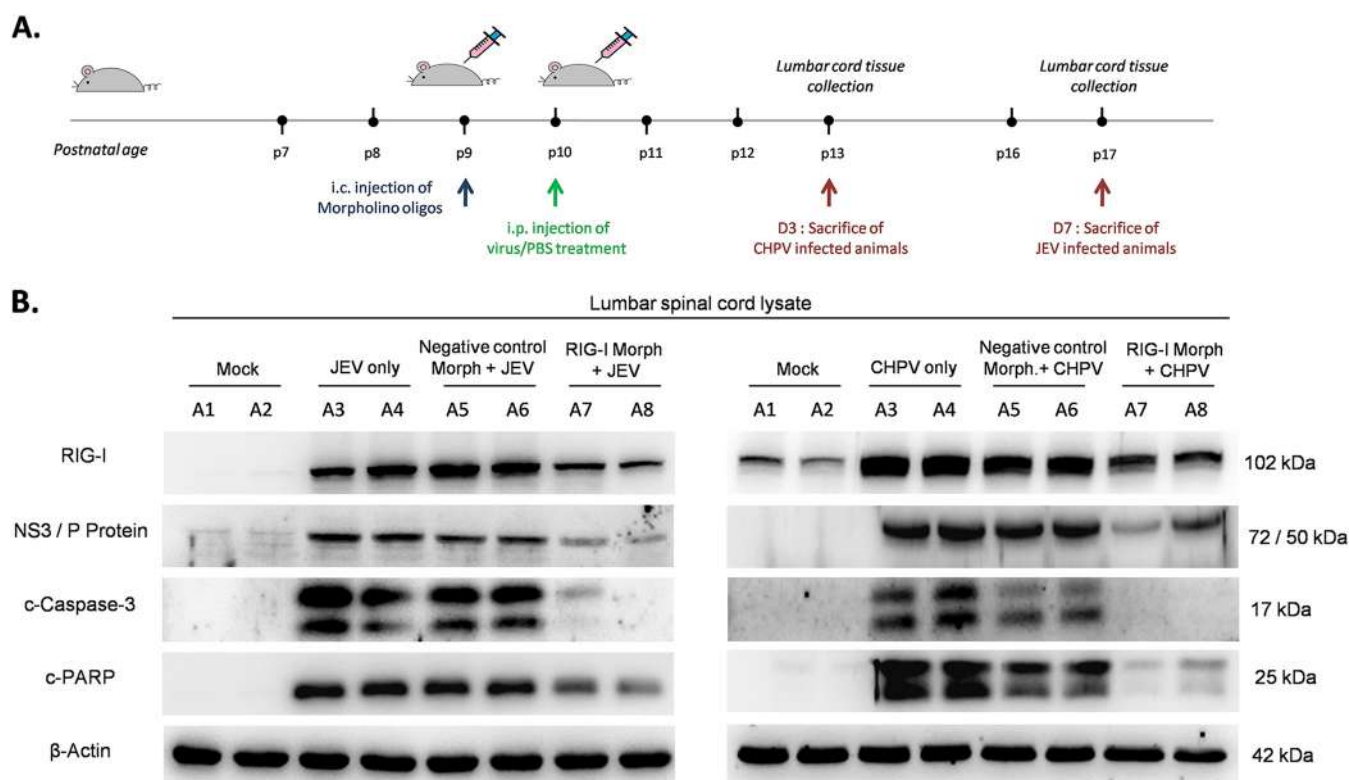 A.
Lumbar cord tissue
collection
Lumbar cord tissue
collection
Postnatal age
p7 p8 p9 p10 p11 p12 p13 p16 p17
i.c. injection of
Morpholino oligos
i.p. injection of
virus/PBS treatment
D3 : Sacrifice of
CHPV infected animals
D7 : Sacrifice of
JEV infected animals
B.
Lumbar spinal cord lysate
Mock
JEV only
Negative control
Morph + JEV
RIG-I Morph
+ JEV
Mock
CHPV only
Negative control
Morph.+ CHPV
RIG-I Morph
+ CHPV
A1 A2 A3 A4 A5 A6 A7 A8 A1 A2 A3 A4 A5 A6 A7 A8
RIG-I 102 kDa
NS3 / P Protein 72 / 50 kDa
c-Caspase-3 17 kDa
c-PARP 25 kDa
β-Actin 42 kDa